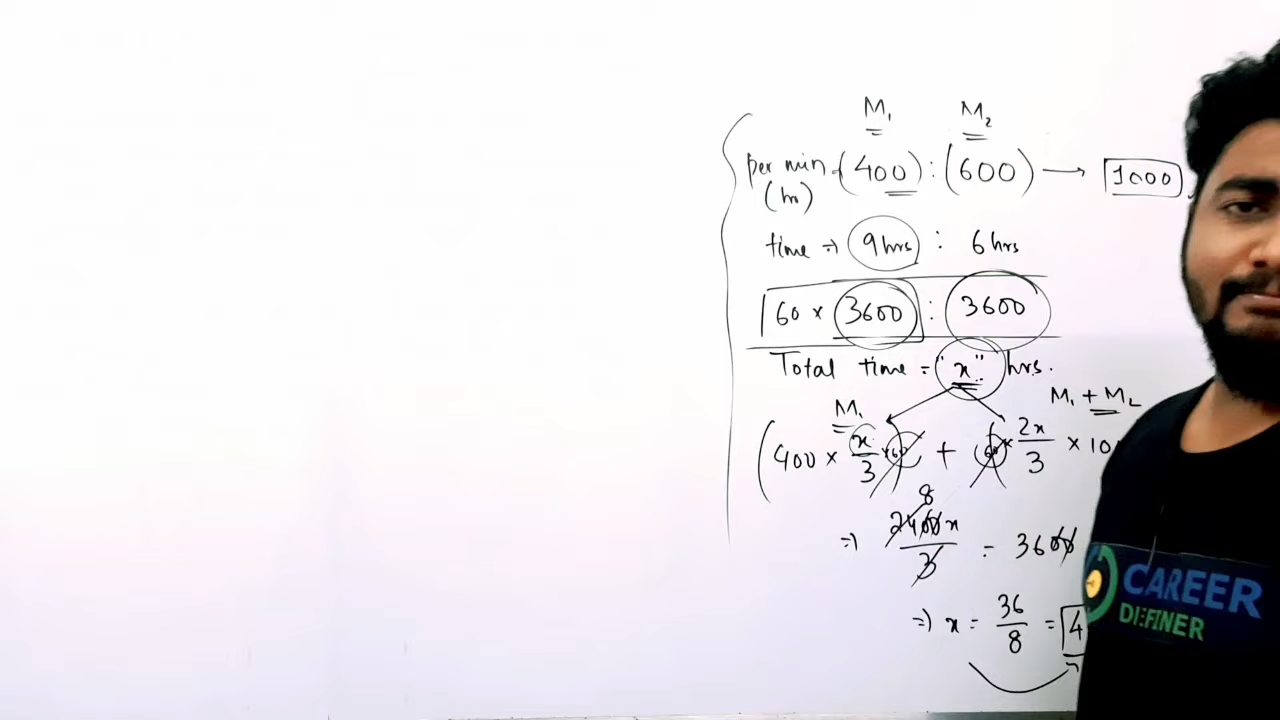 M₁ M₂
per min (400) : (600) → 1000
(hr)
time ⇒ 9 hrs : 6 hrs
60 × 3600 : 3600
Total time = "x" hrs.
M₁ M₁ + M₂
(400 × x/3 × 60) + (60 × 2x/3 × 10
8
⇒ 2400x/3 = 3600
⇒ x = 36/8 = 4
CAREER
DEFINER